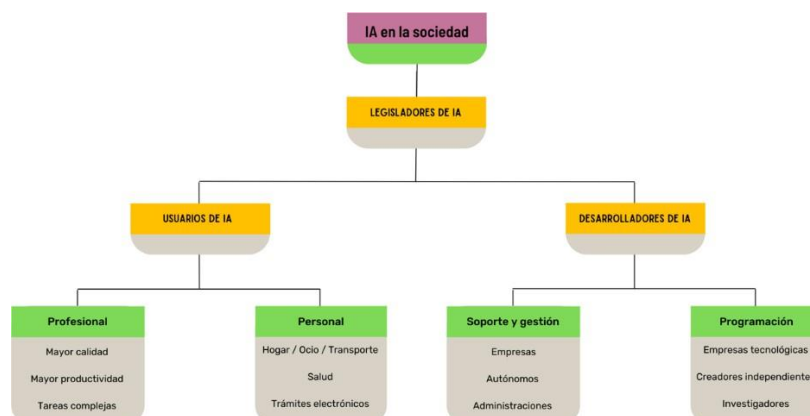 IA en la sociedad
LEGISLADORES DE IA
USUARIOS DE IA
DESARROLLADORES DE IA
Profesional
Mayor calidad
Mayor productividad
Tareas complejas
Personal
Hogar / Ocio / Transporte
Salud
Trámites electrónicos
Soporte y gestión
Empresas
Autónomos
Administraciones
Programación
Empresas tecnológicas
Creadores independiente
Investigadores